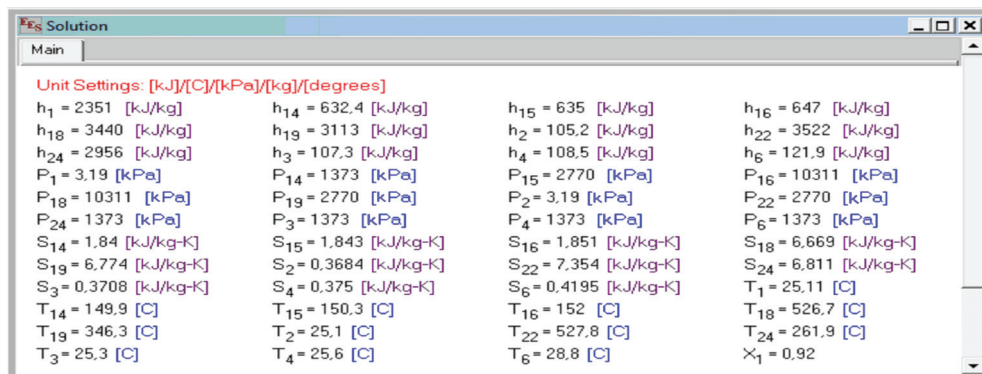 EES Solution
Main
Unit Settings: [kJ]/[C]/[kPa]/[kg]/[degrees]
h1 = 2351 [kJ/kg] h14 = 632,4 [kJ/kg] h15 = 635 [kJ/kg] h16 = 647 [kJ/kg]
h18 = 3440 [kJ/kg] h19 = 3113 [kJ/kg] h2 = 105,2 [kJ/kg] h22 = 3522 [kJ/kg]
h24 = 2956 [kJ/kg] h3 = 107,3 [kJ/kg] h4 = 108,5 [kJ/kg] h6 = 121,9 [kJ/kg]
P1 = 3,19 [kPa] P14 = 1373 [kPa] P15 = 2770 [kPa] P16 = 10311 [kPa]
P18 = 10311 [kPa] P19 = 2770 [kPa] P2 = 3,19 [kPa] P22 = 2770 [kPa]
P24 = 1373 [kPa] P3 = 1373 [kPa] P4 = 1373 [kPa] P6 = 1373 [kPa]
S14 = 1,84 [kJ/kg-K] S15 = 1,843 [kJ/kg-K] S16 = 1,851 [kJ/kg-K] S18 = 6,669 [kJ/kg-K]
S19 = 6,774 [kJ/kg-K] S2 = 0,3684 [kJ/kg-K] S22 = 7,354 [kJ/kg-K] S24 = 6,811 [kJ/kg-K]
S3 = 0,3708 [kJ/kg-K] S4 = 0,375 [kJ/kg-K] S6 = 0,4195 [kJ/kg-K] T1 = 25,11 [C]
T14 = 149,9 [C] T15 = 150,3 [C] T16 = 152 [C] T18 = 526,7 [C]
T19 = 346,3 [C] T2 = 25,1 [C] T22 = 527,8 [C] T24 = 261,9 [C]
T3 = 25,3 [C] T4 = 25,6 [C] T6 = 28,8 [C] X1 = 0,92